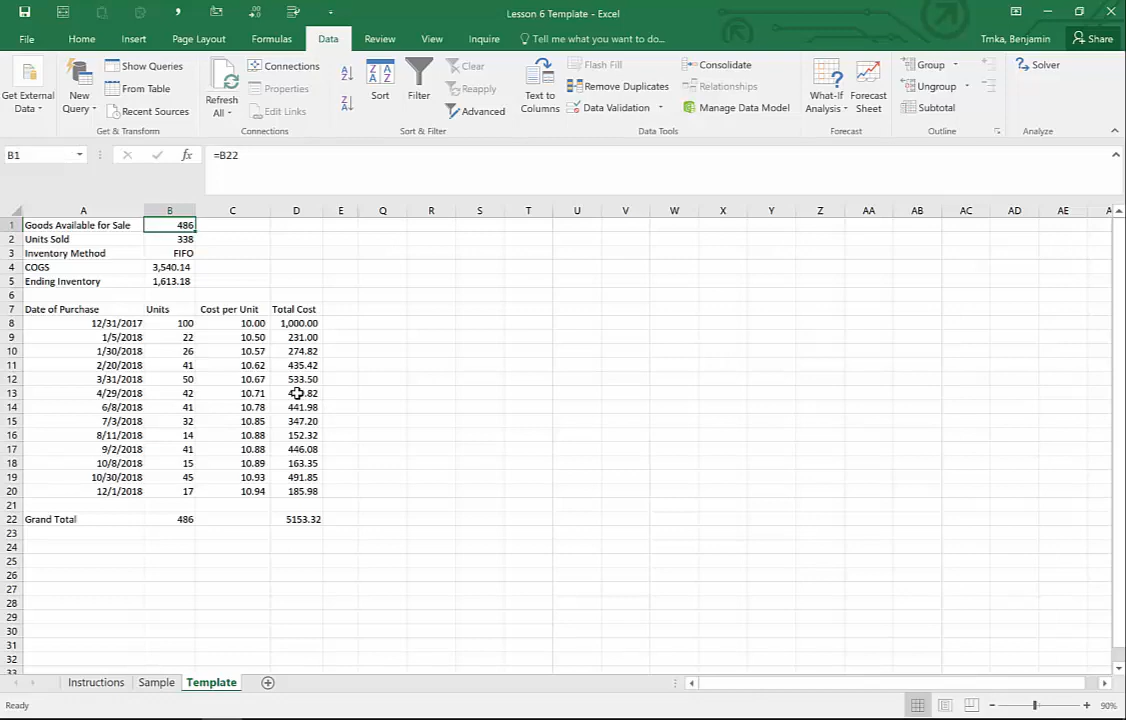 Lesson 6 Template - Excel
File Home Insert Page Layout Formulas Data Review View Inquire Tell me what you want to do... Trnka, Benjamin Share
Get External Data
New Query
Show Queries
From Table
Recent Sources
Get & Transform
Refresh All
Connections
Properties
Edit Links
Connections
Sort
Filter
Clear
Reapply
Advanced
Sort & Filter
Text to Columns
Flash Fill
Remove Duplicates
Data Validation
Consolidate
Relationships
Manage Data Model
Data Tools
What-If Analysis
Forecast Sheet
Forecast
Group
Ungroup
Subtotal
Outline
Solver
Analyze
B1 fx =B22
A B C D E Q R S T U V W X Y Z AA AB AC AD AE
1 Goods Available for Sale 486
2 Units Sold 338
3 Inventory Method FIFO
4 COGS 3,540.14
5 Ending Inventory 1,613.18
6
7 Date of Purchase Units Cost per Unit Total Cost
8 12/31/2017 100 10.00 1,000.00
9 1/5/2018 22 10.50 231.00
10 1/30/2018 26 10.57 274.82
11 2/20/2018 41 10.62 435.42
12 3/31/2018 50 10.67 533.50
13 4/29/2018 42 10.71
14 6/8/2018 41 10.78 441.98
15 7/3/2018 32 10.85 347.20
16 8/11/2018 14 10.88 152.32
17 9/2/2018 41 10.88 446.08
18 10/8/2018 15 10.89 163.35
19 10/30/2018 45 10.93 491.85
20 12/1/2018 17 10.94 185.98
21
22 Grand Total 486 5153.32
23
24
25
26
27
28
29
30
31
32
Instructions Sample Template
Ready 90%